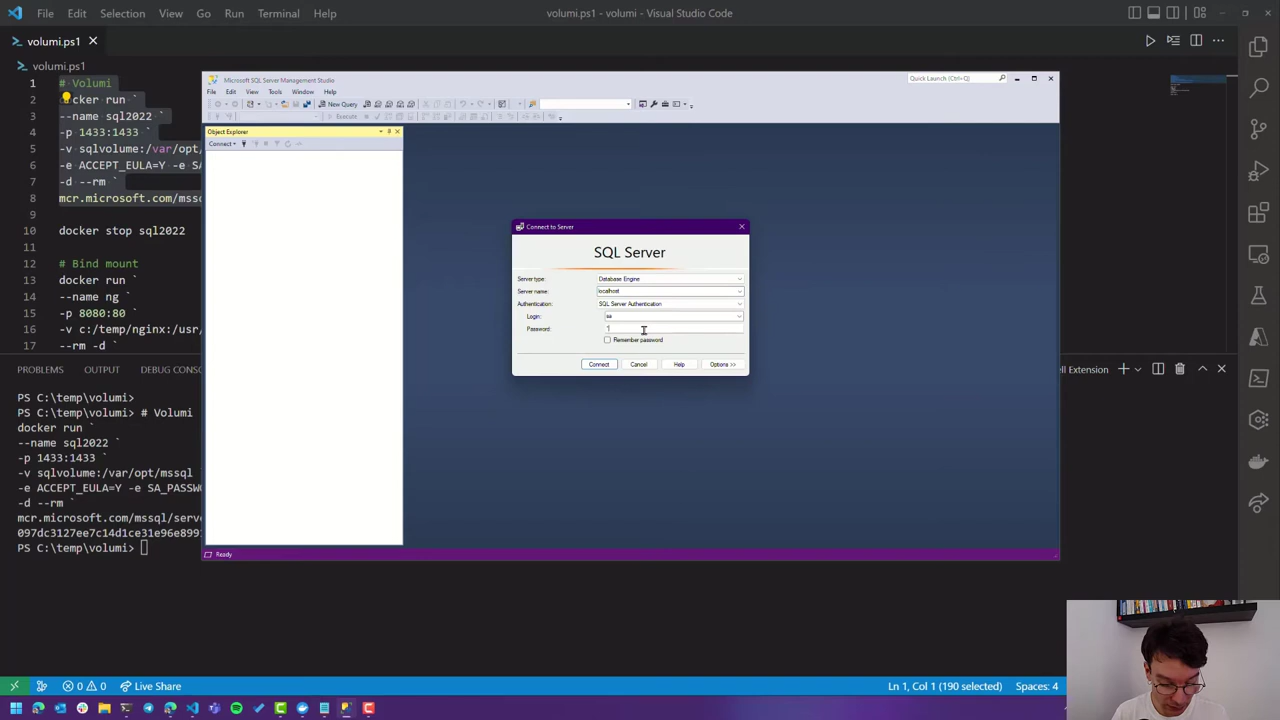 File Edit Selection View Go Run Terminal Help
volumi.ps1 - volumi - Visual Studio Code
volumi.ps1
volumi.ps1
1 # Volumi
2 cker run `
3 --name sql2022 `
4 -p 1433:1433 `
5 -v sqlvolume:/var/opt/
6 -e ACCEPT_EULA=Y -e SA
7 -d --rm `
8 mcr.microsoft.com/mssq
9
10 docker stop sql2022
11
12 # Bind mount
13 docker run `
14 --name ng `
15 -p 8080:80 `
16 -v c:/temp/nginx:/usr/
17 --rm -d `
Microsoft SQL Server Management Studio
Quick Launch (Ctrl+Q)
File Edit View Tools Window Help
New Query
Execute
Object Explorer
Connect
Connect to Server
SQL Server
Server type: Database Engine
Server name: localhost
Authentication: SQL Server Authentication
Login: sa
Password: *
Remember password
Connect Cancel Help Options >>
Ready
PROBLEMS OUTPUT DEBUG CONS
ll Extension
PS C:\temp\volumi>
PS C:\temp\volumi> # Volumi
docker run `
--name sql2022 `
-p 1433:1433 `
-v sqlvolume:/var/opt/mssql `
-e ACCEPT_EULA=Y -e SA_PASSW
-d --rm `
mcr.microsoft.com/mssql/serve
097dc3127ee7c14d1ce31e96e899
PS C:\temp\volumi>
0 0 Live Share
Ln 1, Col 1 (190 selected) Spaces: 4